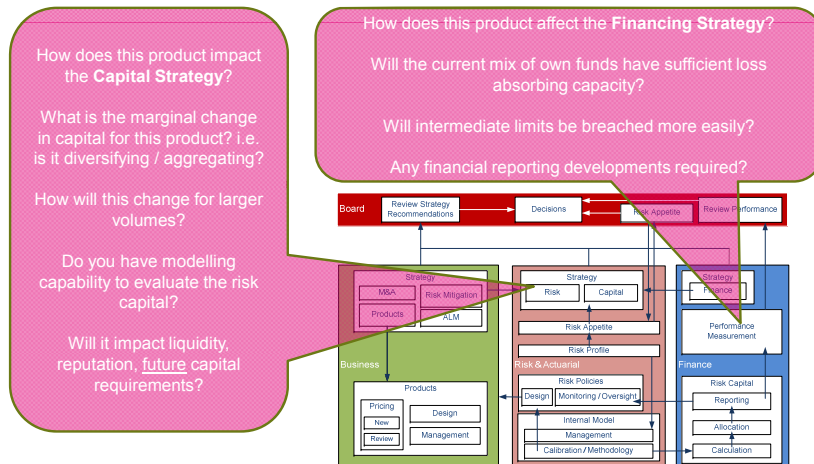 How does this product impact
the Capital Strategy?
What is the marginal change
in capital for this product? i.e.
is it diversifying / aggregating?
How will this change for larger
volumes?
Do you have modelling
capability to evaluate the risk
capital?
Will it impact liquidity,
reputation, future capital
requirements?
How does this product affect the Financing Strategy?
Will the current mix of own funds have sufficient loss
absorbing capacity?
Will intermediate limits be breached more easily?
Any financial reporting developments required?
Board
Review Strategy
Recommendations
Decisions
Risk Appetite
Review Performance
Strategy
M&A
Risk Mitigation
Products
ALM
Business
Products
Pricing
New
Review
Design
Management
Strategy
Risk
Capital
Risk Appetite
Risk Profile
Risk & Actuarial
Risk Policies
Design
Monitoring / Oversight
Internal Model
Management
Calibration / Methodology
Strategy
Finance
Performance
Measurement
Finance
Risk Capital
Reporting
Allocation
Calculation